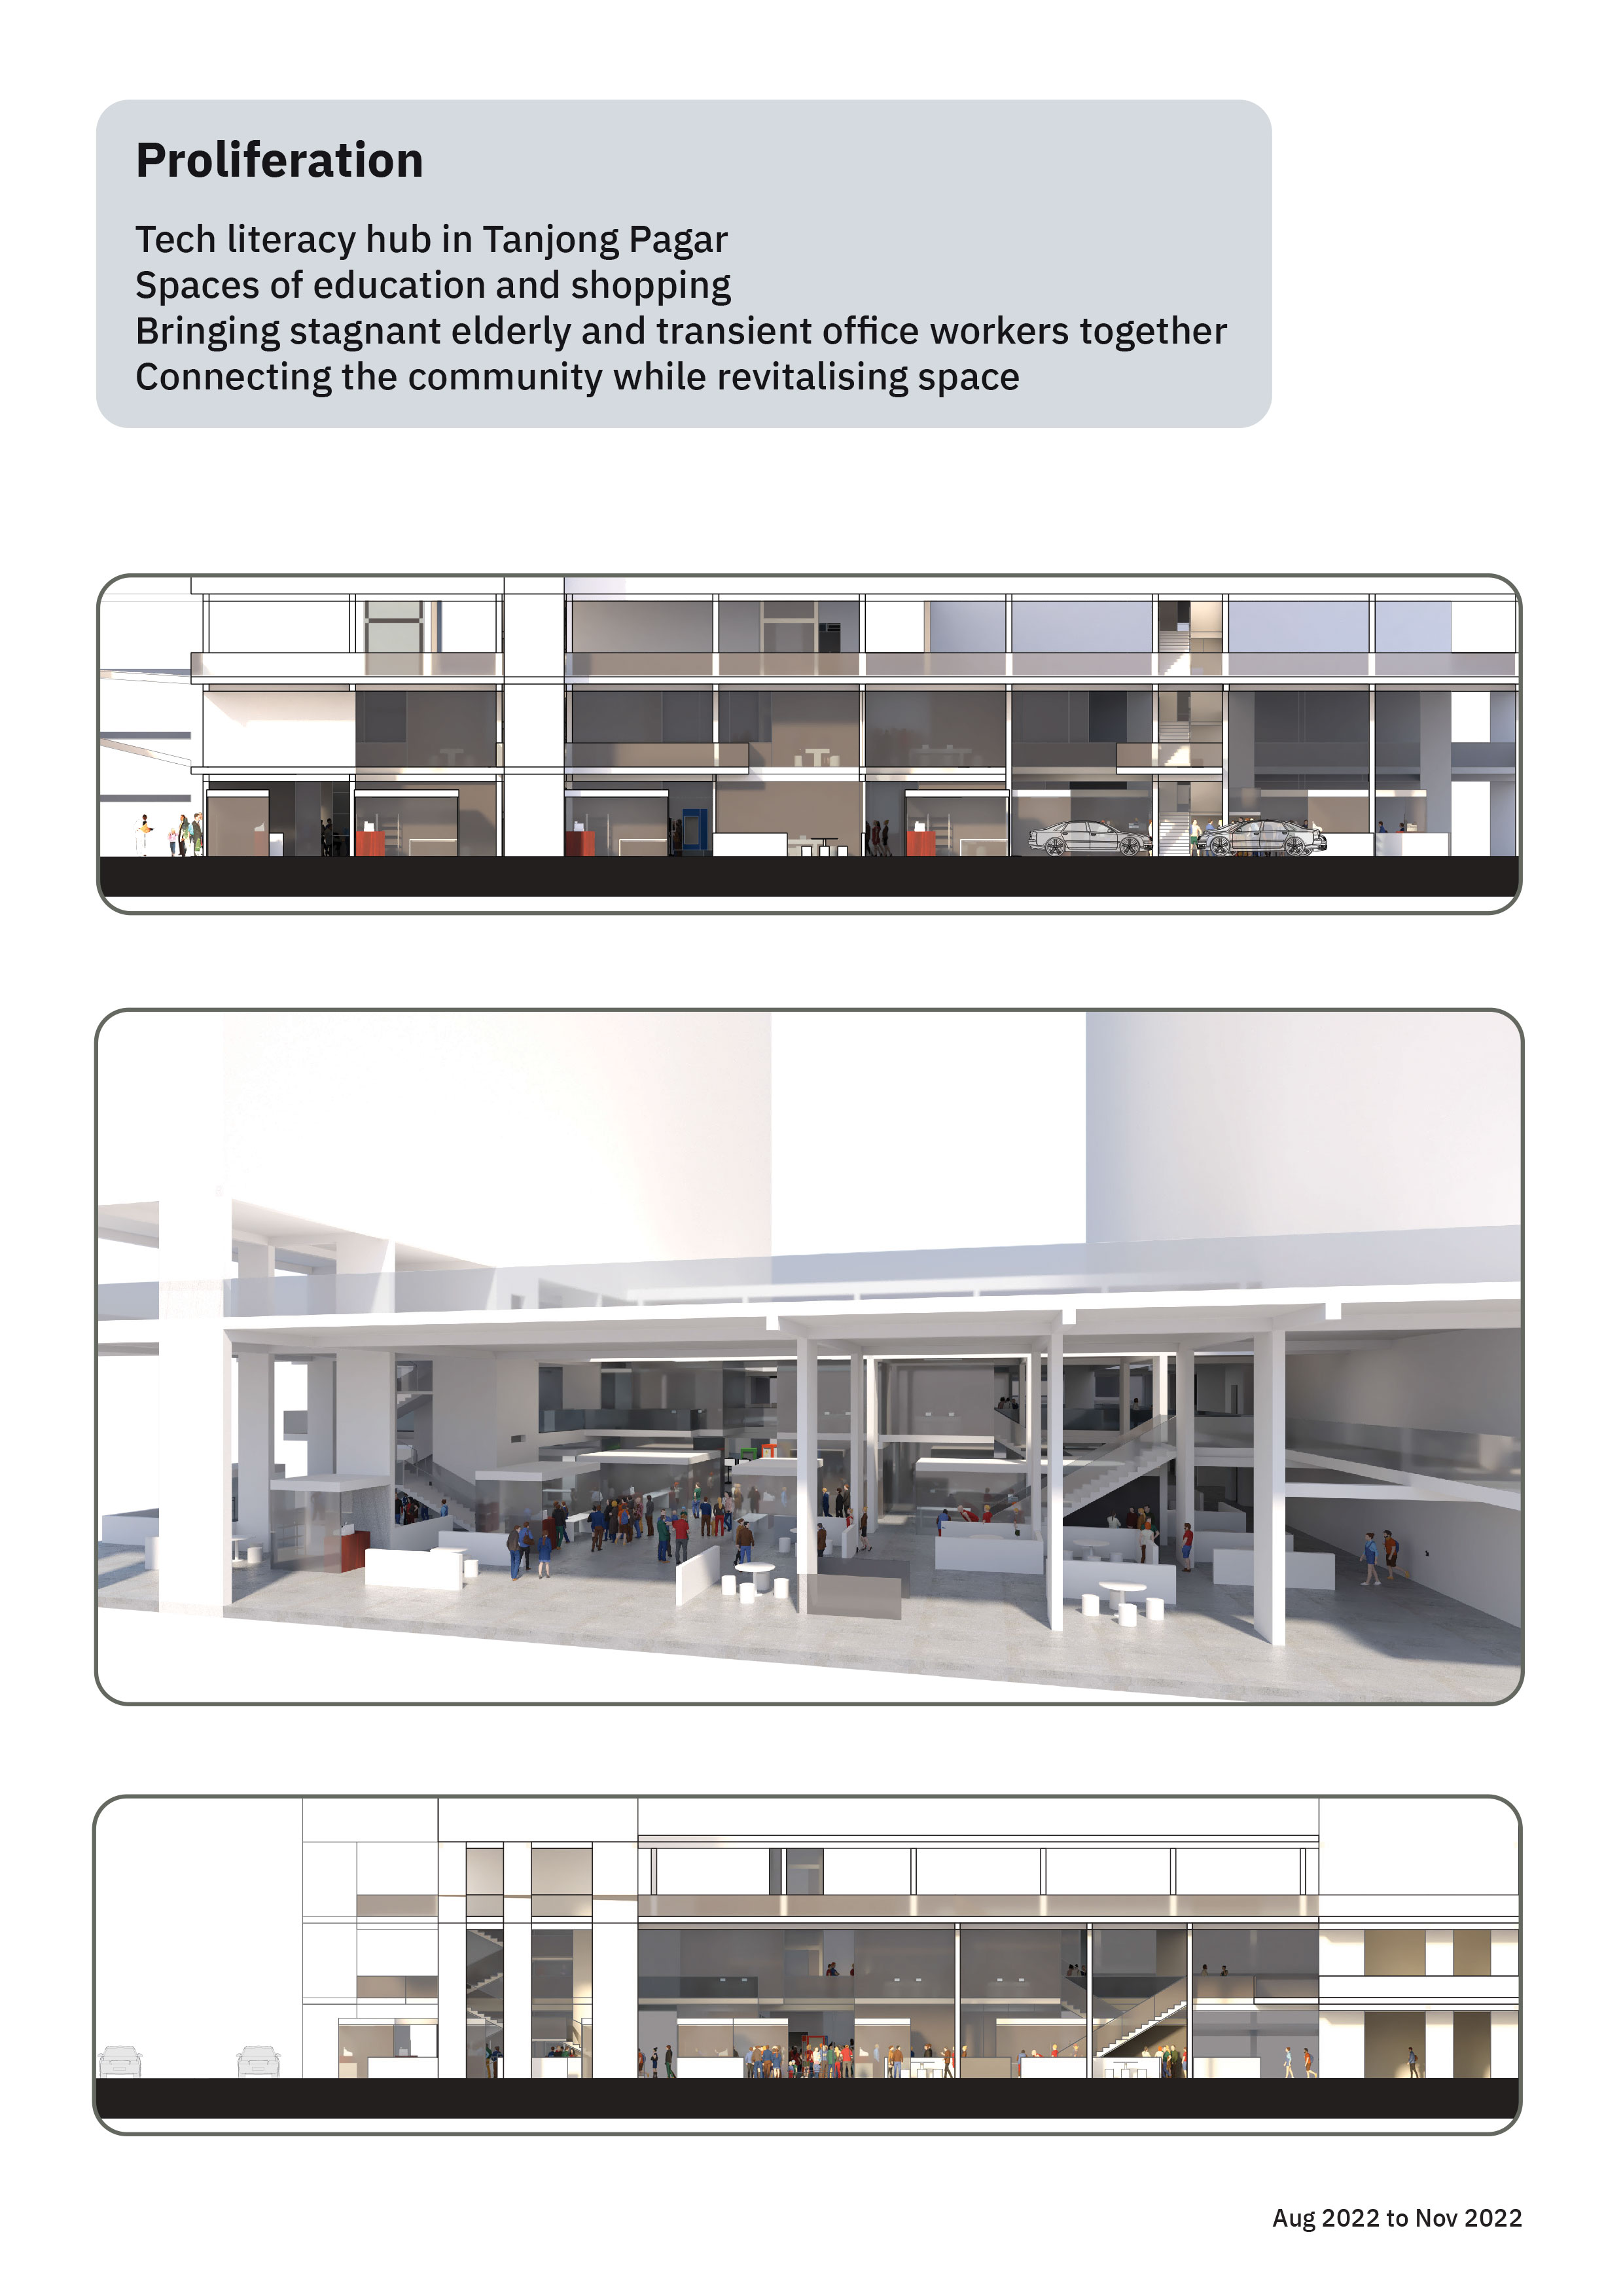 Proliferation
Tech literacy hub in Tanjong Pagar
Spaces of education and shopping
Bringing stagnant elderly and transient office workers together
Connecting the community while revitalising space
Aug 2022 to Nov 2022